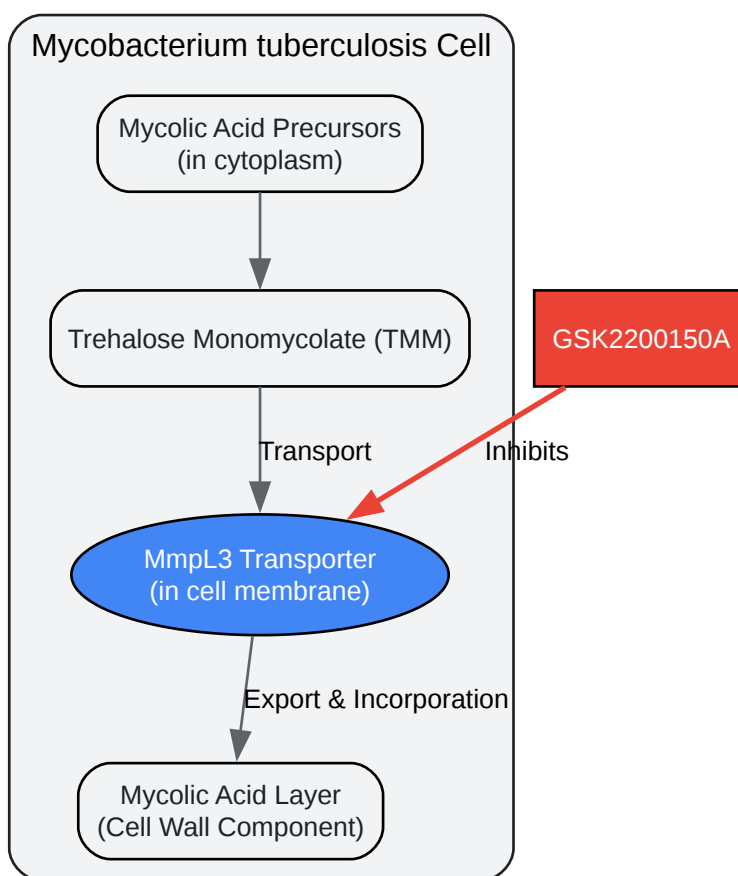 Mycobacterium tuberculosis Cell
Mycolic Acid Precursors
(in cytoplasm)
Trehalose Monomycolate (TMM)
GSK2200150A
Transport
Inhibits
MmpL3 Transporter
(in cell membrane)
Export & Incorporation
Mycolic Acid Layer
(Cell Wall Component)